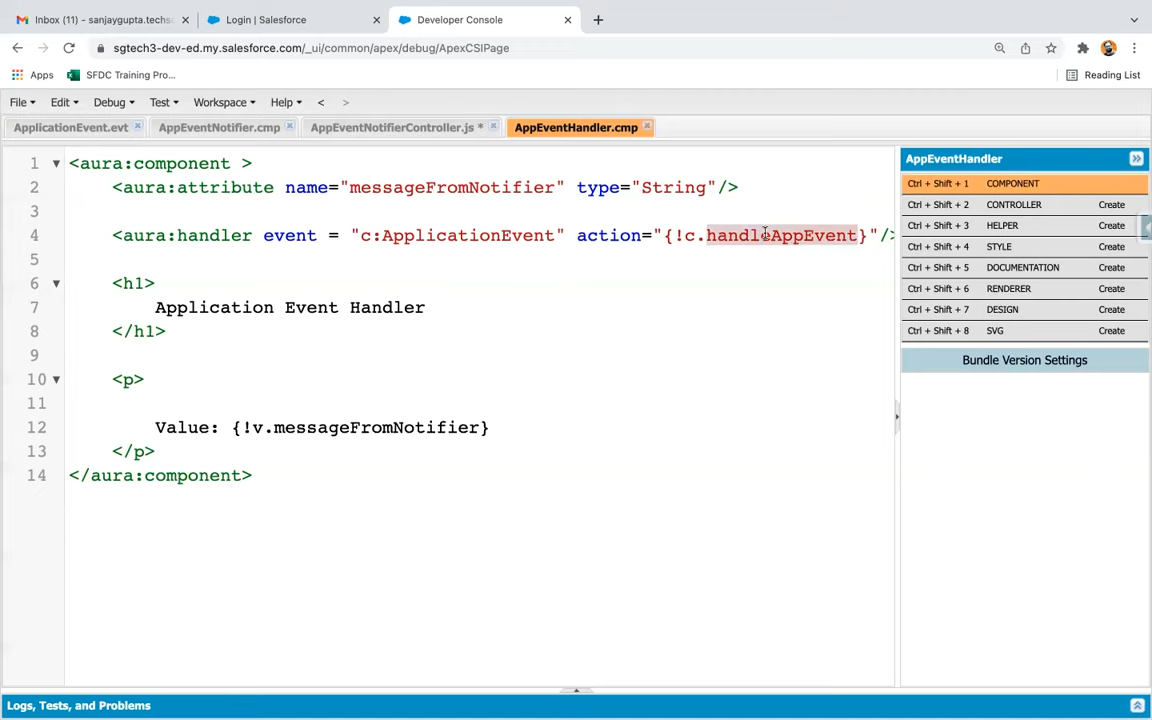 Inbox (11) - sanjaygupta.techsc
Login | Salesforce
Developer Console
sgtech3-dev-ed.my.salesforce.com/_ui/common/apex/debug/ApexCSIPage
Apps
SFDC Training Pro...
Reading List
File Edit Debug Test Workspace Help < >
ApplicationEvent.evt
AppEventNotifier.cmp
AppEventNotifierController.js *
AppEventHandler.cmp
1 <aura:component >
2 <aura:attribute name="messageFromNotifier" type="String"/>
3
4 <aura:handler event = "c:ApplicationEvent" action="{!c.handleAppEvent}"/>
5
6 <h1>
7 Application Event Handler
8 </h1>
9
10 <p>
11
12 Value: {!v.messageFromNotifier}
13 </p>
14 </aura:component>
AppEventHandler
Ctrl + Shift + 1 COMPONENT
Ctrl + Shift + 2 CONTROLLER Create
Ctrl + Shift + 3 HELPER Create
Ctrl + Shift + 4 STYLE Create
Ctrl + Shift + 5 DOCUMENTATION Create
Ctrl + Shift + 6 RENDERER Create
Ctrl + Shift + 7 DESIGN Create
Ctrl + Shift + 8 SVG Create
Bundle Version Settings
Logs, Tests, and Problems